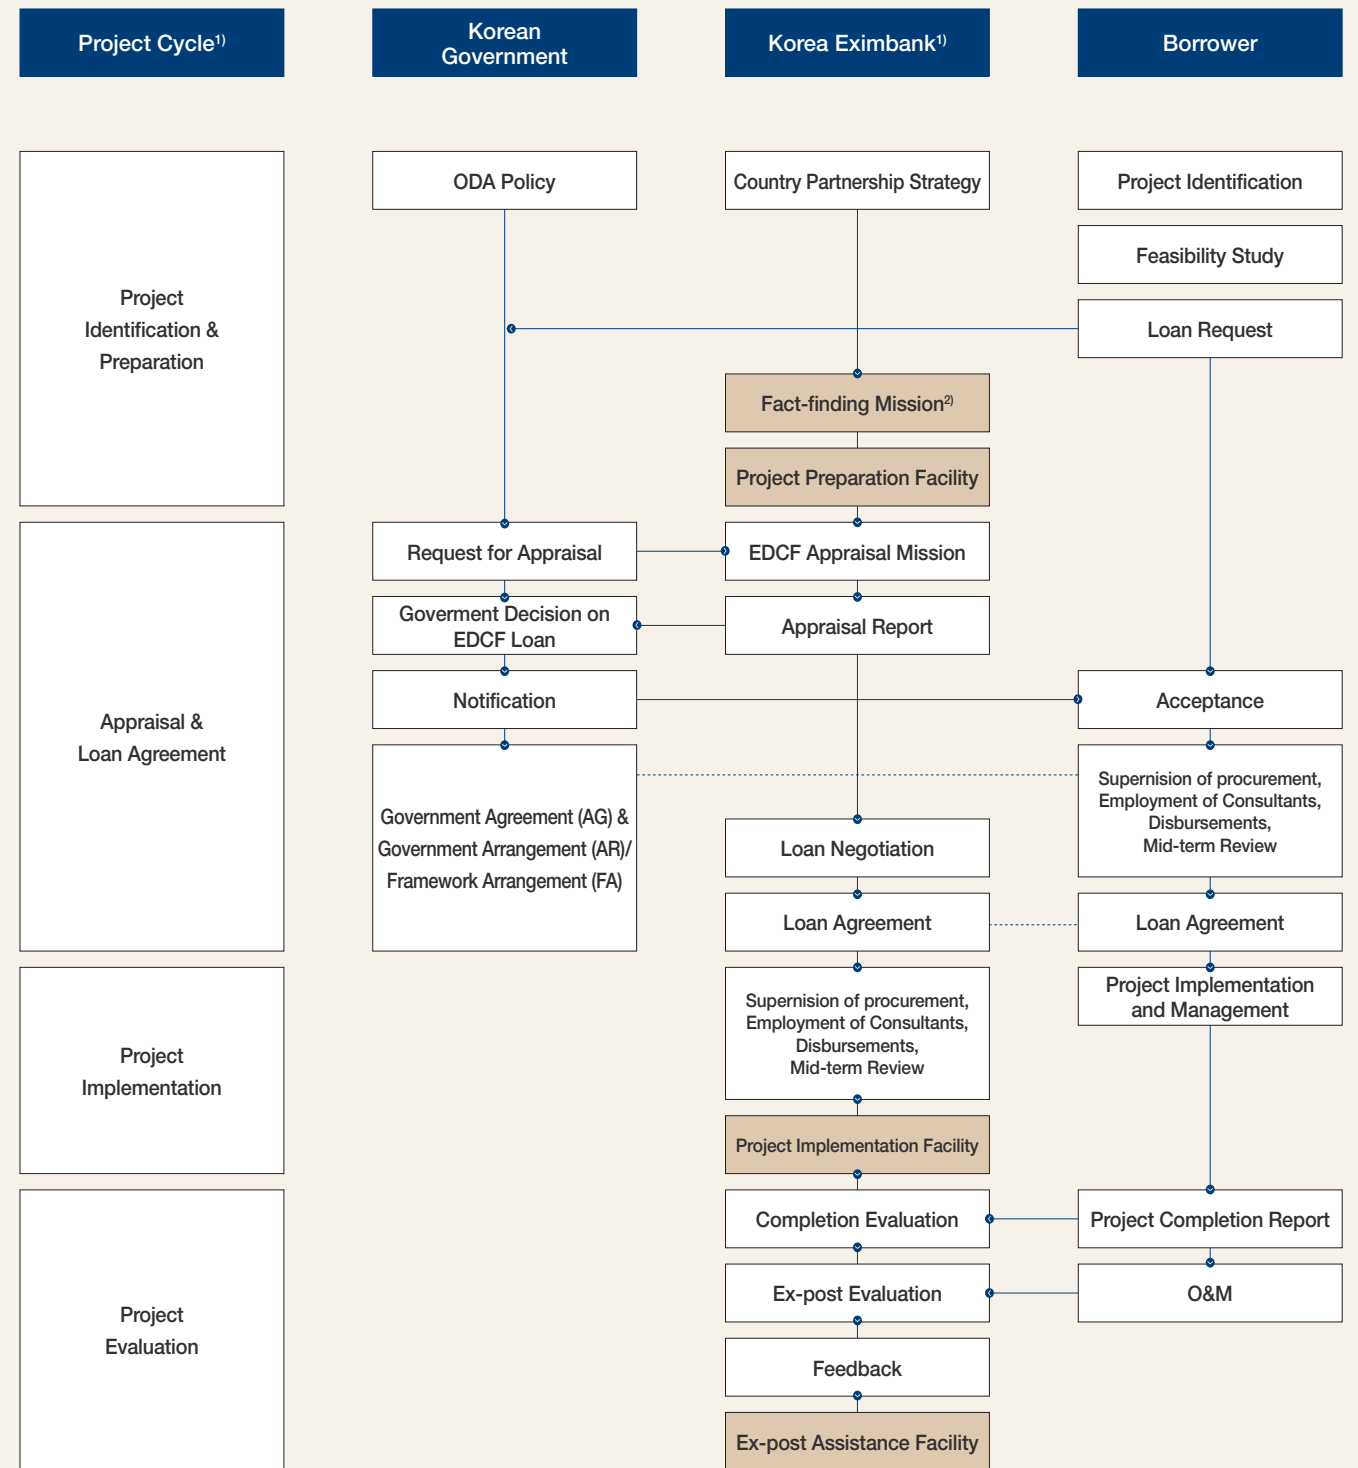 Project Cycle1)
Korean
Government
Korea Eximbank1)
Borrower
Project
Identification &
Preparation
ODA Policy
Country Partnership Strategy
Project Identification
Feasibility Study
Loan Request
Fact-finding Mission2)
Project Preparation Facility
Appraisal &
Loan Agreement
Request for Appraisal
EDCF Appraisal Mission
Goverment Decision on
EDCF Loan
Appraisal Report
Notification
Acceptance
Government Agreement (AG) &
Government Arrangement (AR)/
Framework Arrangement (FA)
Supernision of procurement,
Employment of Consultants,
Disbursements,
Mid-term Review
Loan Negotiation
Loan Agreement
Loan Agreement
Project
Implementation
Supernision of procurement,
Employment of Consultants,
Disbursements,
Mid-term Review
Project Implementation
and Management
Project Implementation Facility
Project
Evaluation
Completion Evaluation
Project Completion Report
Ex-post Evaluation
O&M
Feedback
Ex-post Assistance Facility